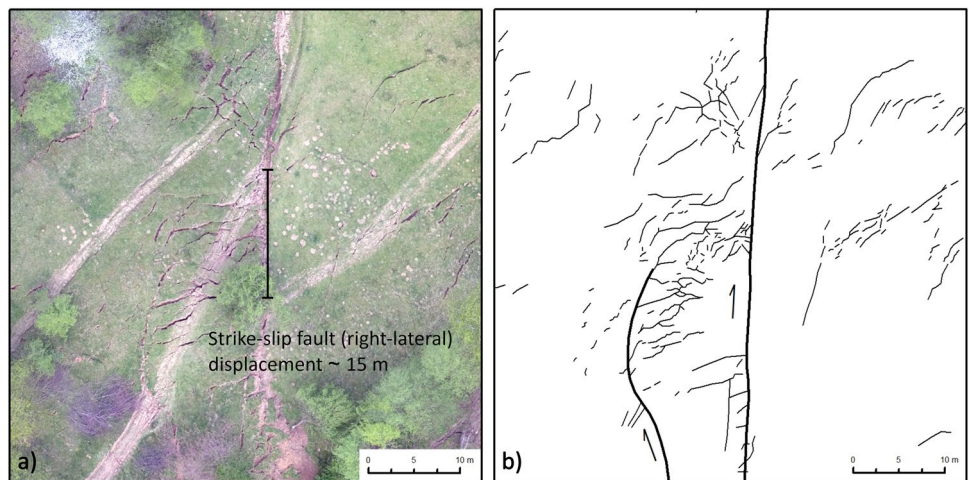 Strike-slip fault (right-lateral)
displacement ~ 15 m
a)
0 5 10 m
b)
0 5 10 m